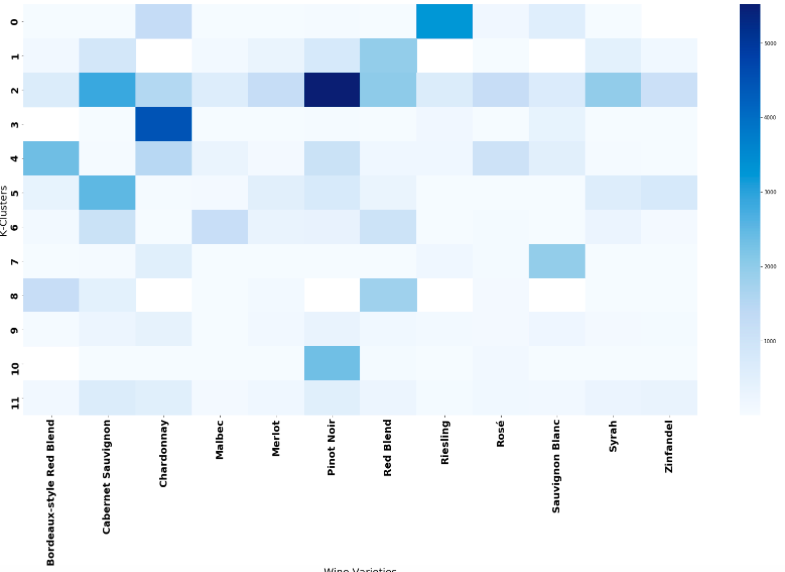 0
1
2
3
4
5
6
7
8
9
10
11
K-Clusters
Bordeaux-style Red Blend
Cabernet Sauvignon
Chardonnay
Malbec
Merlot
Pinot Noir
Red Blend
Riesling
Rosé
Sauvignon Blanc
Syrah
Zinfandel
Wine Varieties
5000
4000
3000
2000
1000